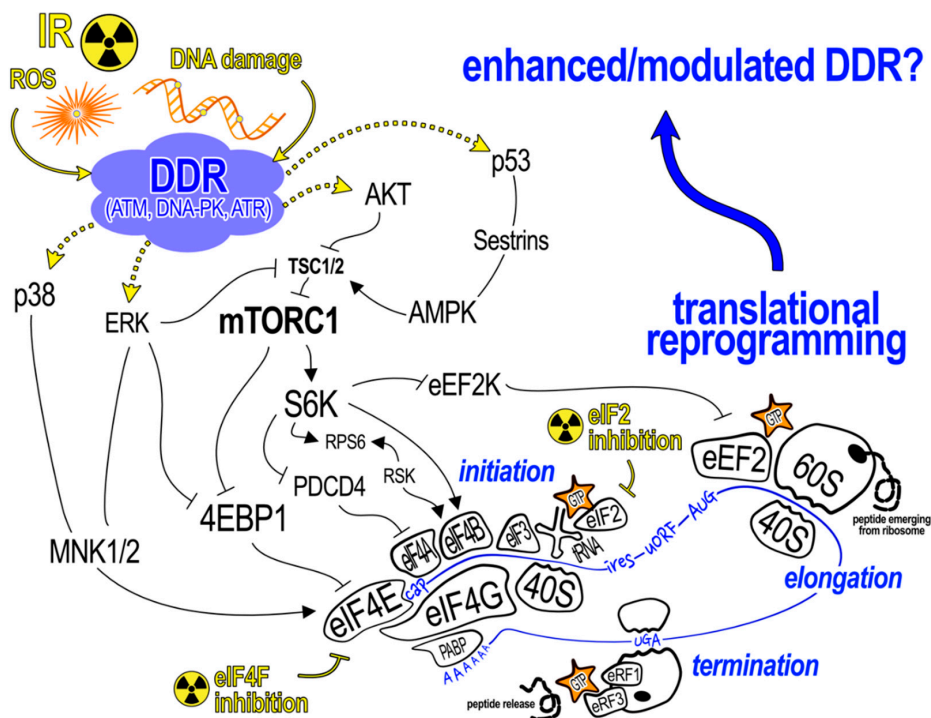 IR
ROS
DNA damage
enhanced/modulated DDR?
DDR
(ATM, DNA-PK, ATR)
p53
AKT
Sestrins
TSC1/2
p38
ERK
mTORC1
AMPK
translational
reprogramming
S6K
eEF2K
RPS6
eIF2
inhibition
GTP
eEF2
60S
initiation
PDCD4
RSK
4EBP1
GTP
eIF2
eIF3
tRNA
eIF4A
eIF4B
ires-uORF-AUG
40S
peptide emerging
from ribosome
MNK1/2
cap
eIF4E
eIF4G
40S
elongation
PABP
AAAAAA
UGA
termination
eIF4F
inhibition
GTP
eRF1
eRF3
peptide release